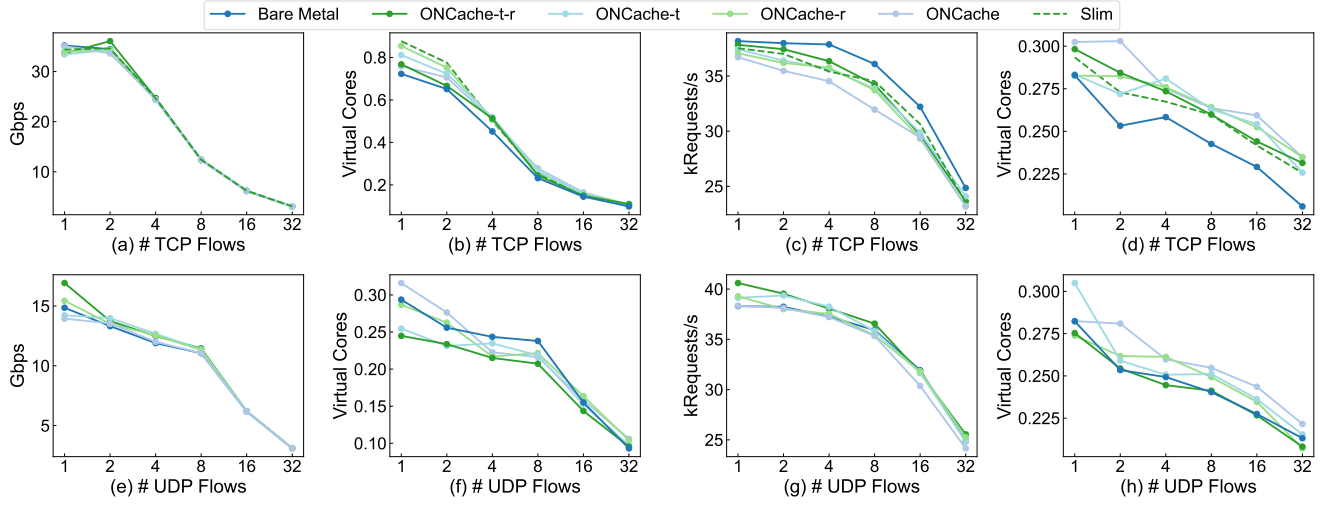 Bare Metal ONCache-t-r ONCache-t ONCache-r ONCache Slim
Gbps
30
20
10
1 2 4 8 16 32
(a) # TCP Flows
Virtual Cores
0.8
0.6
0.4
0.2
1 2 4 8 16 32
(b) # TCP Flows
kRequests/s
35
30
25
1 2 4 8 16 32
(c) # TCP Flows
Virtual Cores
0.300
0.275
0.250
0.225
1 2 4 8 16 32
(d) # TCP Flows
Gbps
15
10
5
1 2 4 8 16 32
(e) # UDP Flows
Virtual Cores
0.30
0.25
0.20
0.15
0.10
1 2 4 8 16 32
(f) # UDP Flows
kRequests/s
40
35
30
25
1 2 4 8 16 32
(g) # UDP Flows
Virtual Cores
0.300
0.275
0.250
0.225
1 2 4 8 16 32
(h) # UDP Flows